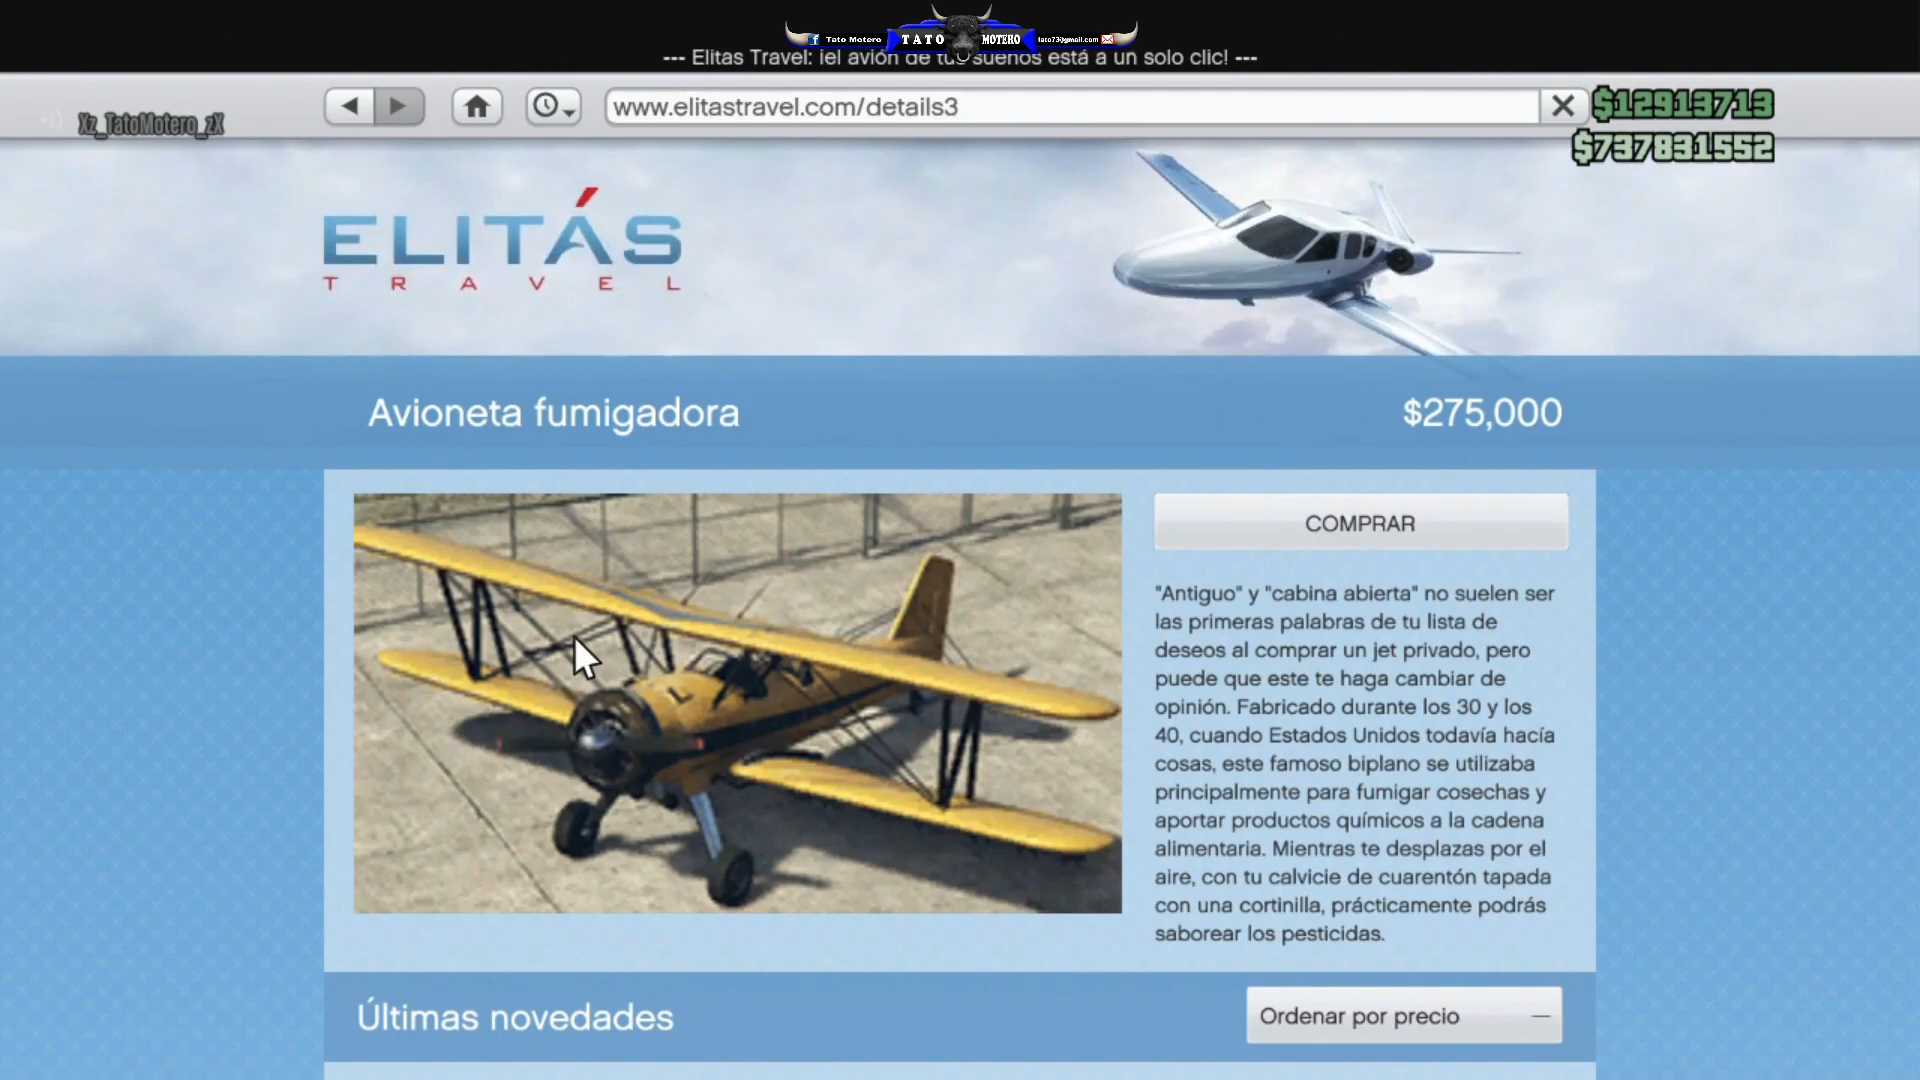 Tato Motero TATO MOTERO tato73@gmail.com
--- Elitas Travel: ¡el avión de tus sueños está a un solo clic! ---
www.elitastravel.com/details3
$12913713
Xz_TatoMotero_zX
$737831552
ELITÁS
TRAVEL
Avioneta fumigadora
$275,000
COMPRAR
"Antiguo" y "cabina abierta" no suelen ser
las primeras palabras de tu lista de
deseos al comprar un jet privado, pero
puede que este te haga cambiar de
opinión. Fabricado durante los 30 y los
40, cuando Estados Unidos todavía hacía
cosas, este famoso biplano se utilizaba
principalmente para fumigar cosechas y
aportar productos químicos a la cadena
alimentaria. Mientras te desplazas por el
aire, con tu calvicie de cuarentón tapada
con una cortinilla, prácticamente podrás
saborear los pesticidas.
Últimas novedades
Ordenar por precio